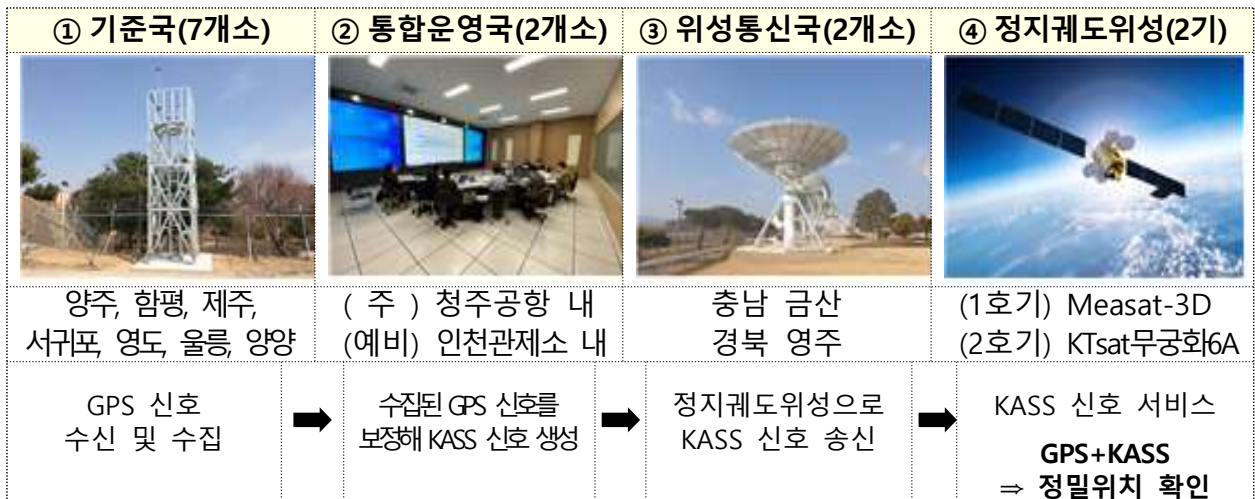 ① 기준국(7개소)
② 통합운영국(2개소)
③ 위성통신국(2개소)
④ 정지궤도위성(2기)
양주, 함평, 제주,
서귀포, 영도, 울릉, 양양
( 주 ) 청주공항 내
(예비) 인천관제소 내
충남 금산
경북 영주
(1호기) Measat-3D
(2호기) KTsat무궁화6A
GPS 신호
수신 및 수집
➡
수집된 GPS 신호를
보정해 KASS 신호 생성
➡
정지궤도위성으로
KASS 신호 송신
➡
KASS 신호 서비스
GPS+KASS
⇒ 정밀위치 확인